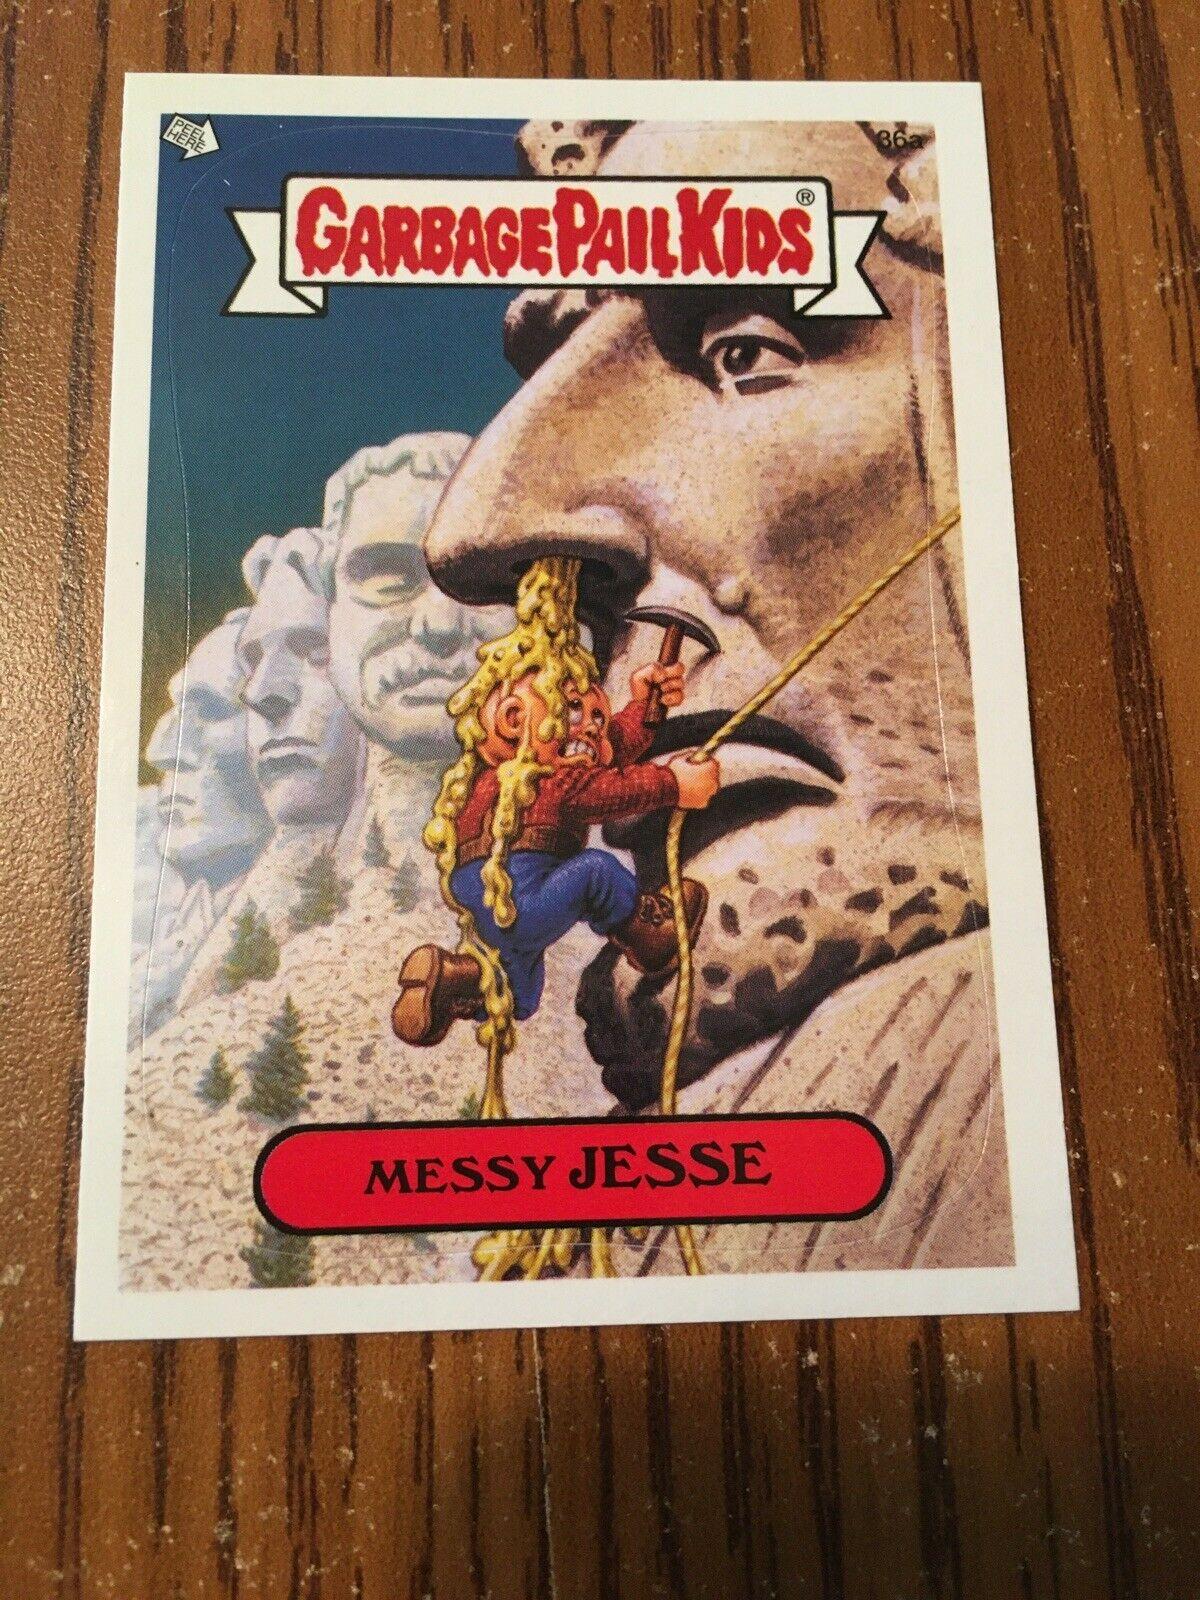 PEEL
HERE
36a
GARBAGE PAIL KIDS®
MESSY JESSE